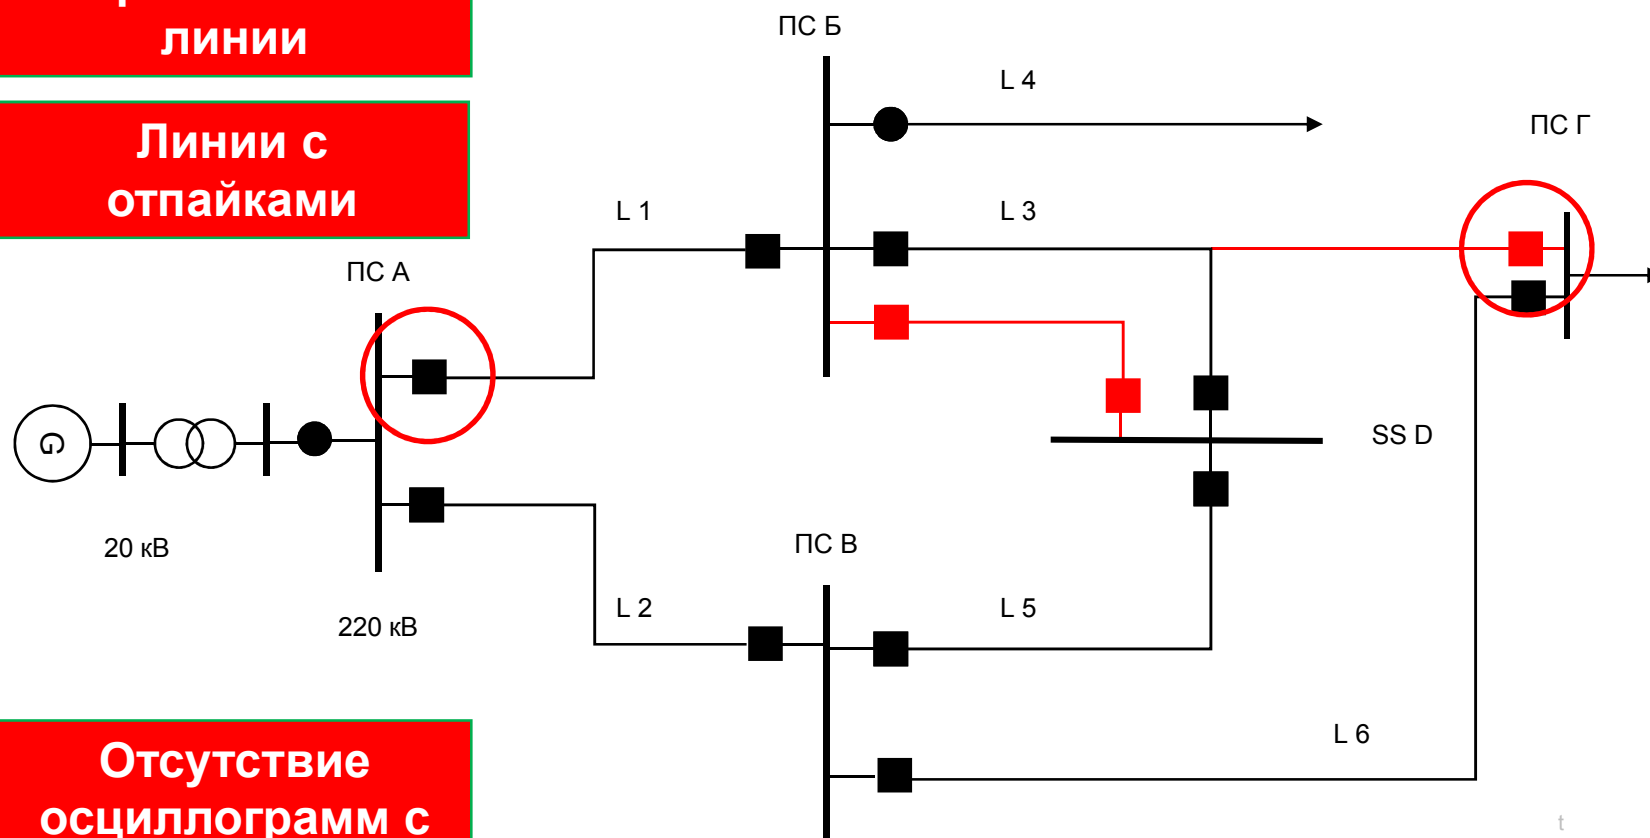 линии
Линии с
отпайками
Отсутствие
осциллограмм с
ПС Б
L 4
ПС Г
L 1
L 3
ПС А
G
SS D
20 кВ
ПС В
220 кВ
L 2
L 5
L 6
t